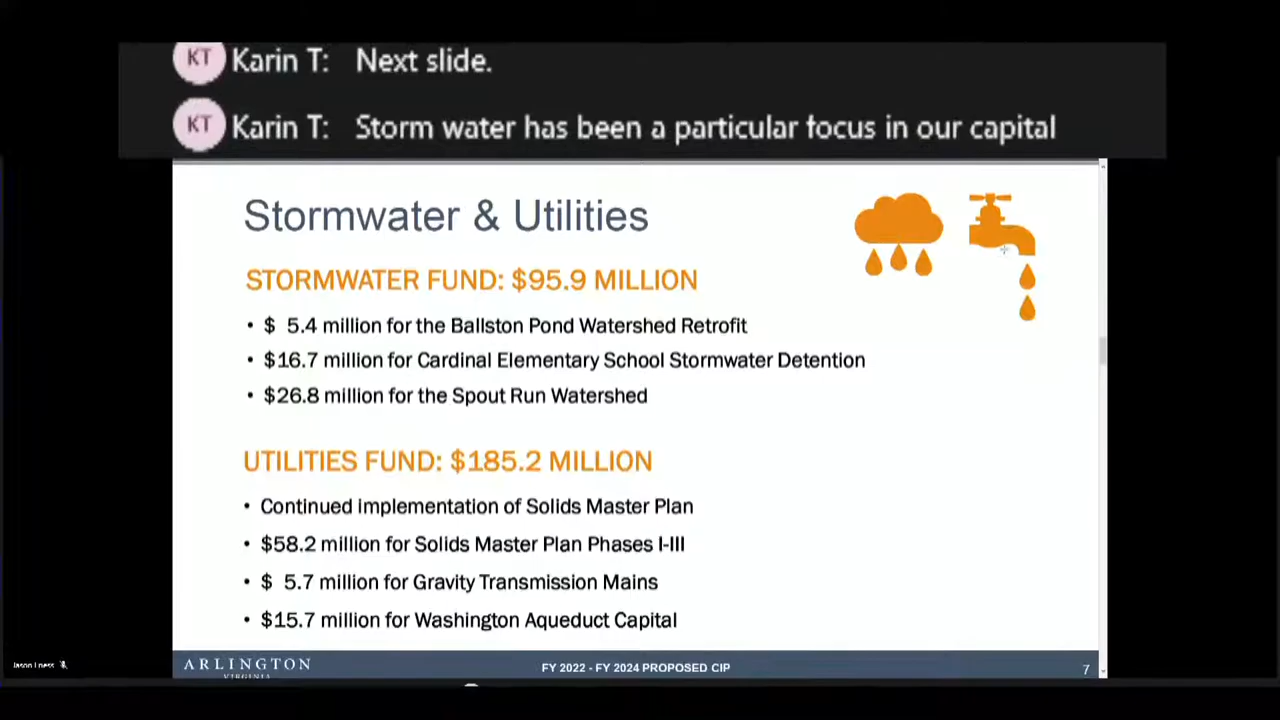 KT Karin T: Next slide.
KT Karin T: Storm water has been a particular focus in our capital
Stormwater & Utilities
STORMWATER FUND: $95.9 MILLION
• $ 5.4 million for the Ballston Pond Watershed Retrofit
• $16.7 million for Cardinal Elementary School Stormwater Detention
• $26.8 million for the Spout Run Watershed
UTILITIES FUND: $185.2 MILLION
• Continued implementation of Solids Master Plan
• $58.2 million for Solids Master Plan Phases I-III
• $ 5.7 million for Gravity Transmission Mains
• $15.7 million for Washington Aqueduct Capital
Jason
ARLINGTON
VIRGINIA
FY 2022 - FY 2024 PROPOSED CIP
7